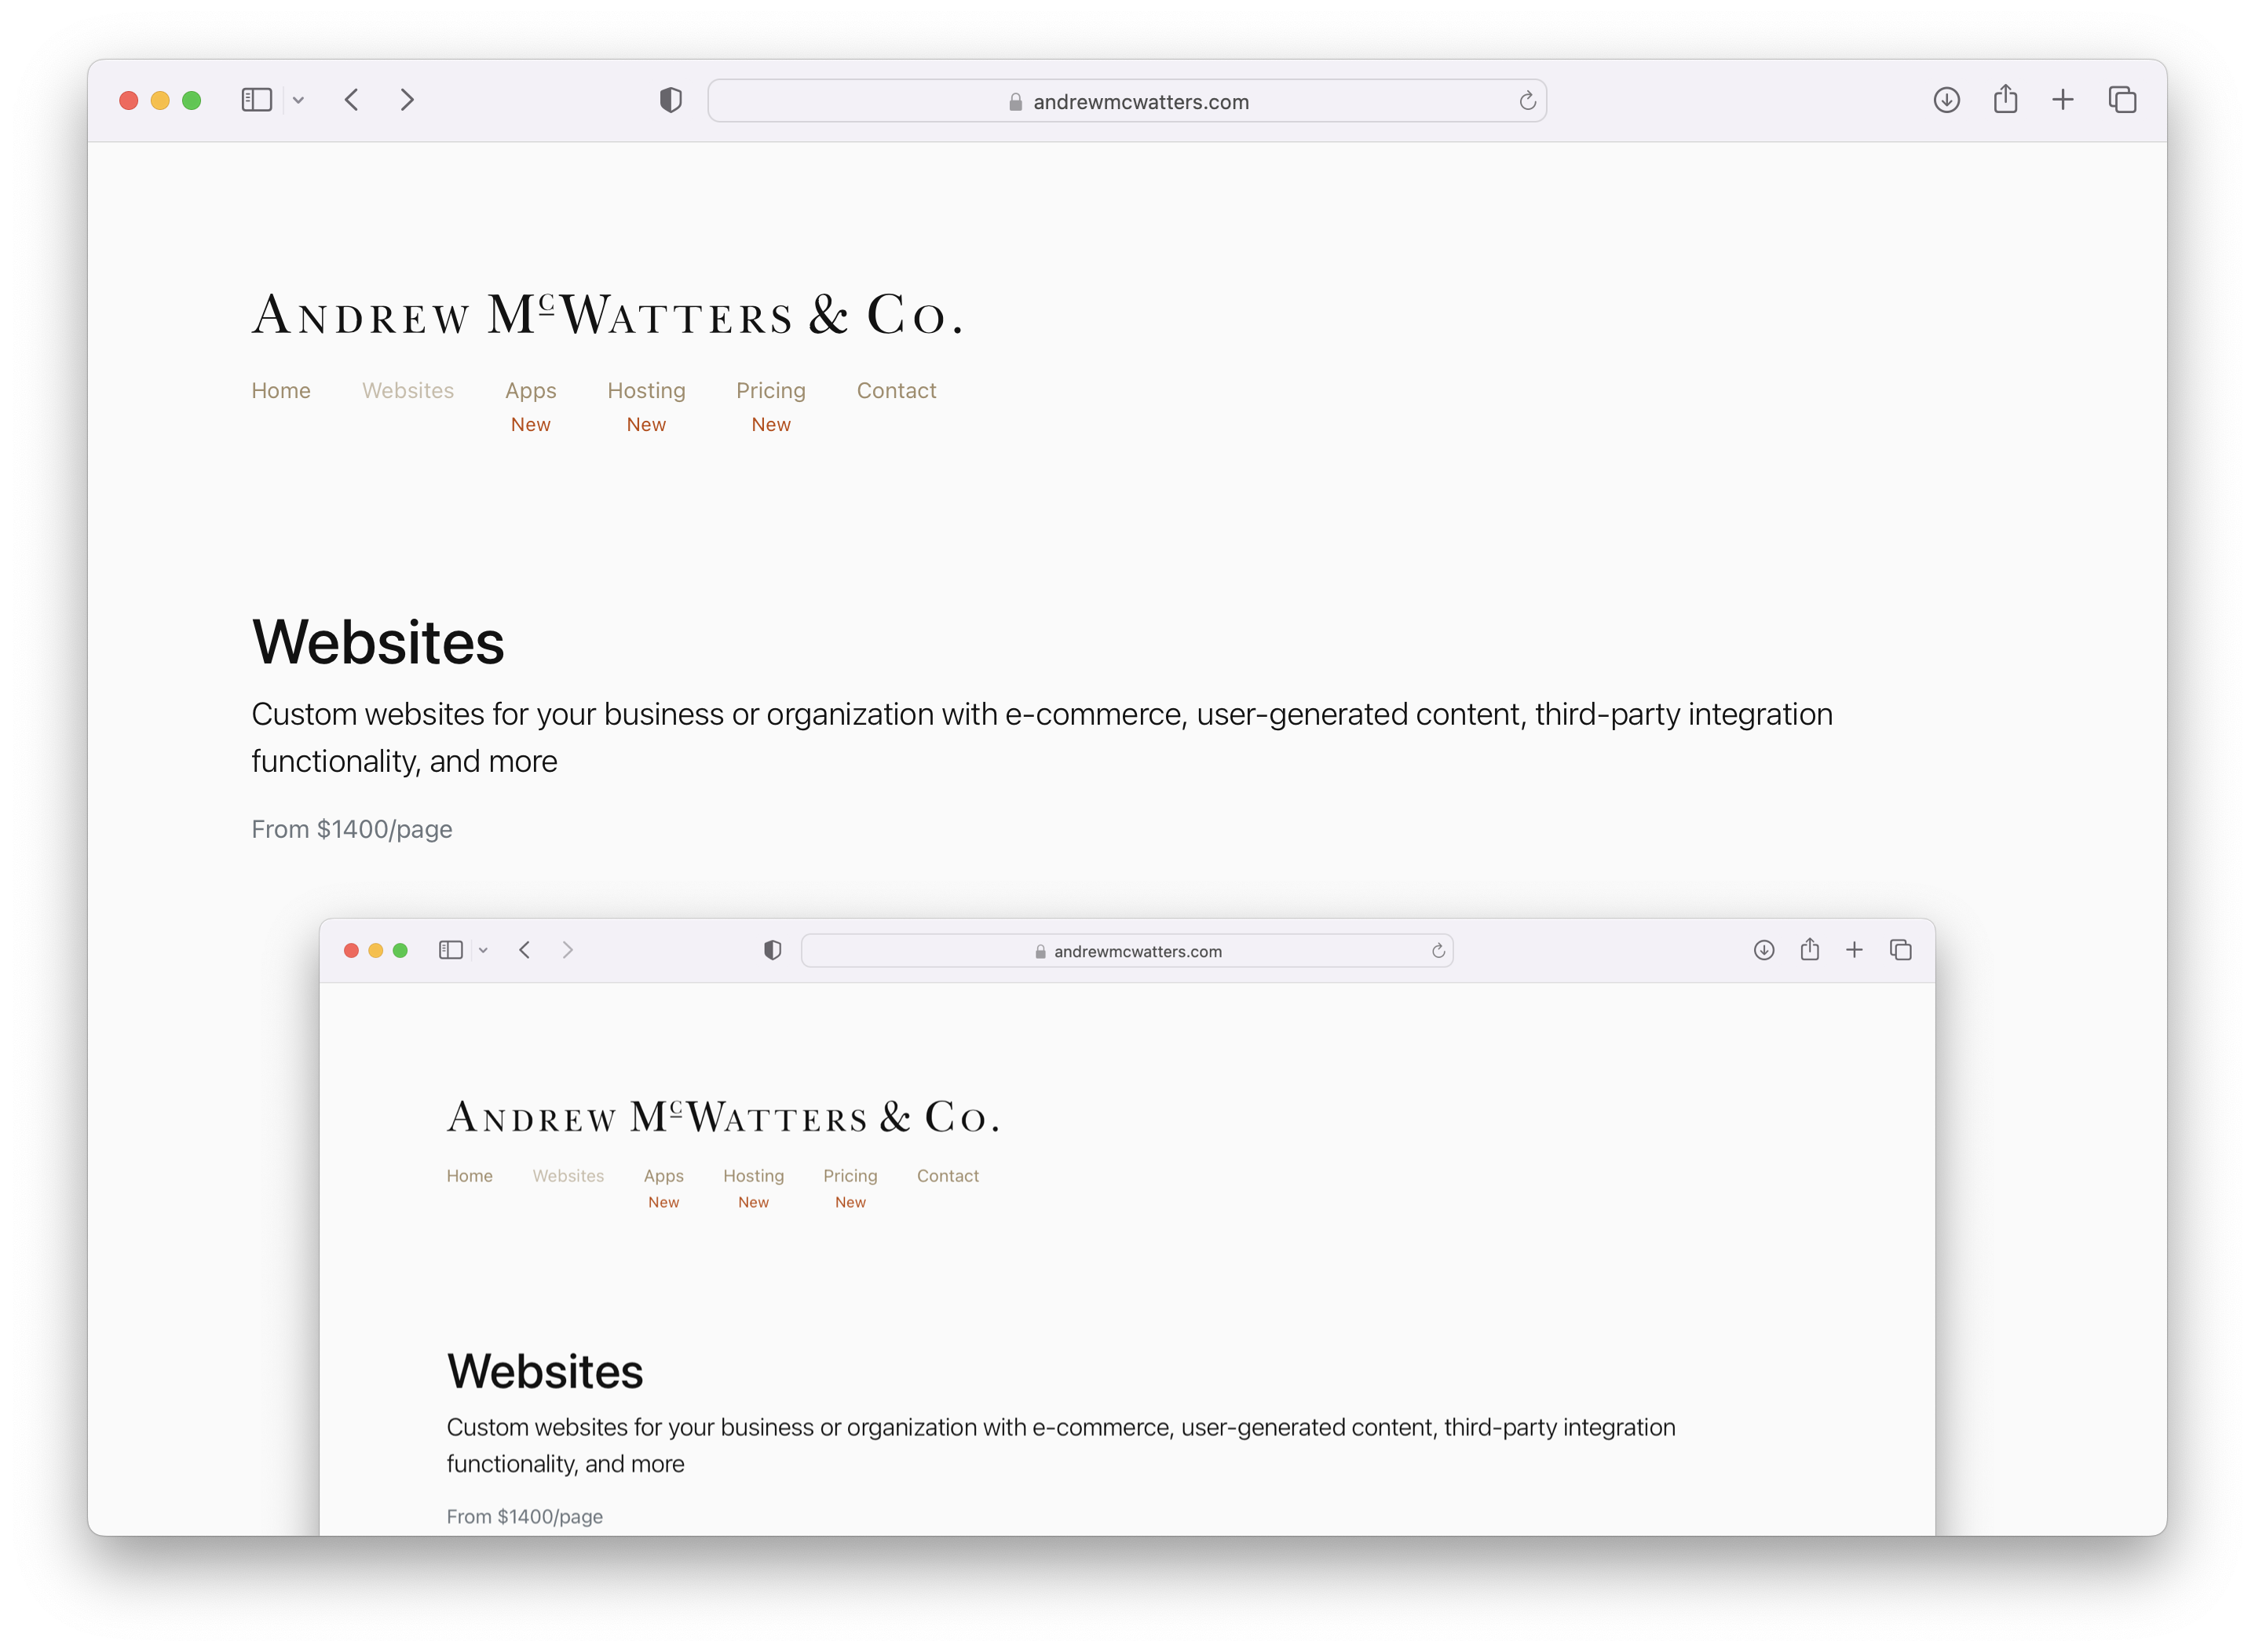 andrewmcwatters.com
ANDREW McWATTERS & CO.
Home Websites Apps Hosting Pricing Contact
New New New
Websites
Custom websites for your business or organization with e-commerce, user-generated content, third-party integration
functionality, and more
From $1400/page
andrewmcwatters.com
ANDREW McWATTERS & CO.
Home Websites Apps Hosting Pricing Contact
New New New
Websites
Custom websites for your business or organization with e-commerce, user-generated content, third-party integration
functionality, and more
From $1400/page